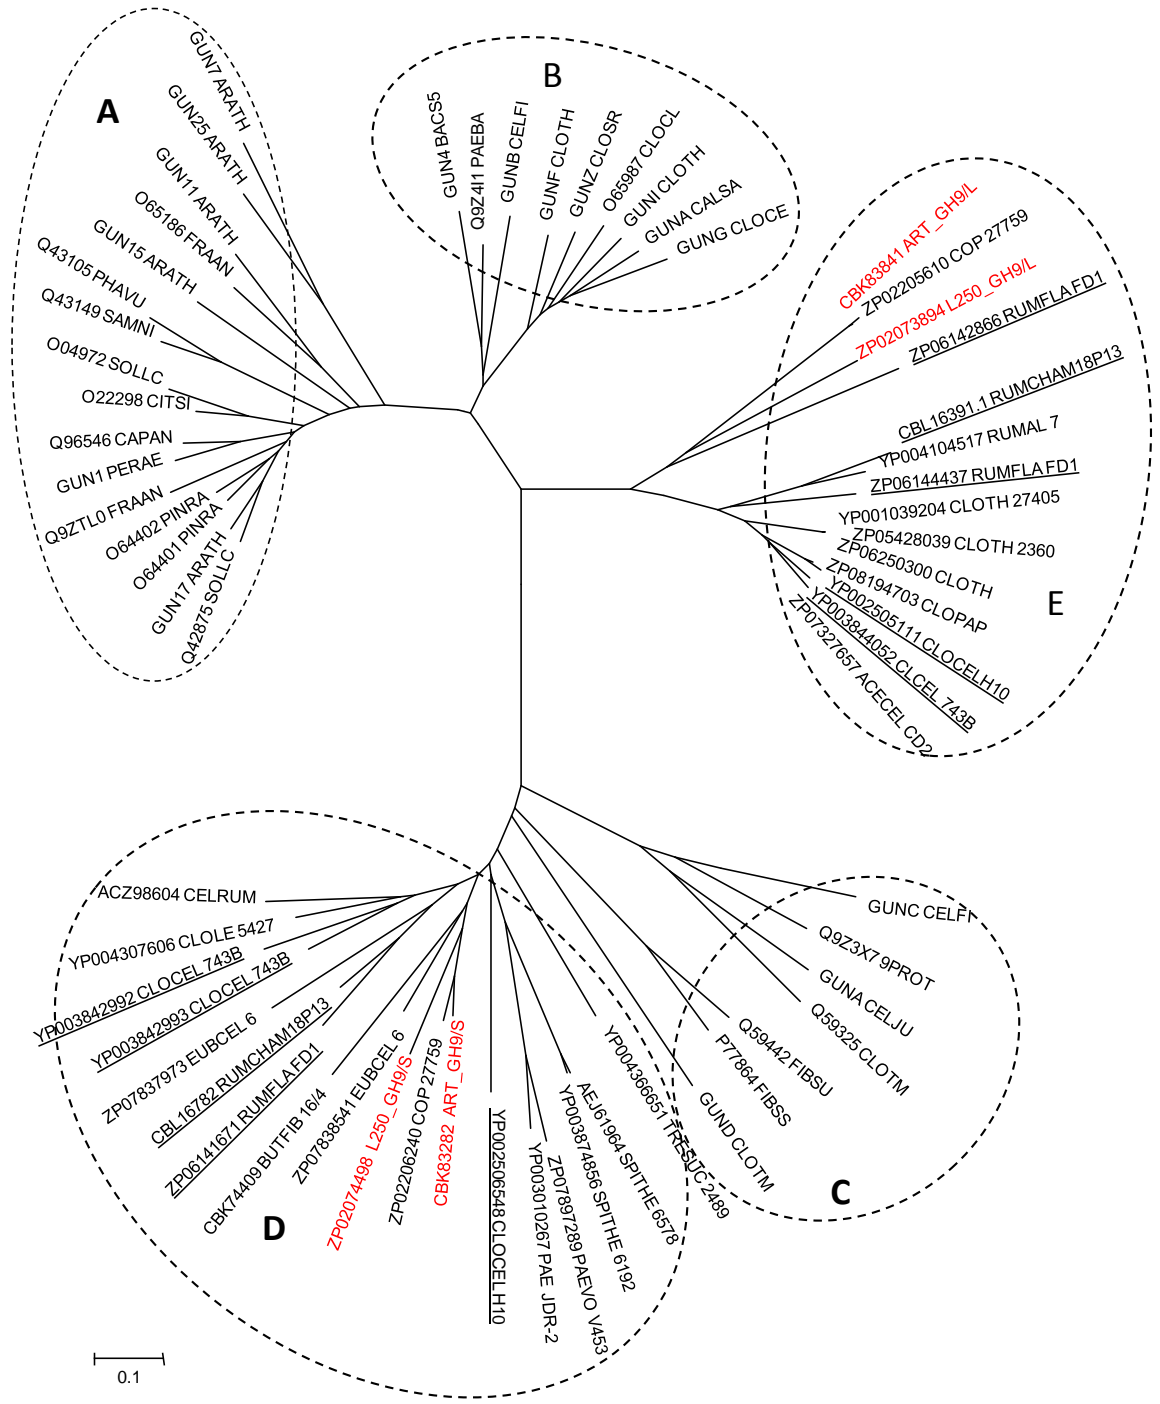 A
GUN7 ARATH
GUN25 ARATH
GUN11 ARATH
O65186 FRAAN
GUN15 ARATH
Q43105 PHAVU
Q43149 SAMNI
O04972 SOLLC
O22298 CITSI
Q96546 CAPAN
GUN1 PERAE
Q9ZTL0 FRAAN
O64402 PINRA
O64401 PINRA
GUN17 ARATH
Q42875 SOLLC
B
GUN4 BACS5
Q9Z4I1 PAEBA
GUNB CELFI
GUNF CLOTH
GUNZ CLOSR
O65987 CLOCL
GUNI CLOTH
GUNA CALSA
GUNG CLOCE
CBK83841 ART_GH9/L
ZP02205610 COP 27759
ZP02073894 L250_GH9/L
ZP06142866 RUMFLA FD1
CBL16391.1 RUMCHAM18P13
YP004104517 RUMAL 7
ZP06144437 RUMFLA FD1
YP001039204 CLOTH 27405
ZP05428039 CLOTH 2360
ZP06250300 CLOTH
ZP08194703 CLOPAP
YP002505111 CLOCELH10
YP003844052 CLCEL 743B
ZP07327657 ACECEL CD2
E
GUNC CELFI
Q9Z3X7 9PROT
GUNA CELJU
Q59325 CLOTM
Q59442 FIBSU
P77864 FIBSS
GUND CLOTM
C
YP004366651 TRESUC 2489
AEJ61964 SPITHE 6578
YP003874856 SPITHE 6192
ZP07897289 PAEVO V453
YP003010267 PAE JDR-2
YP002506548 CLOCEL H10
CBK83282 ART_GH9/S
ZP02206240 COP 27759
ZP02074498 L250_GH9/S
ZP07838541 EUBCEL 6
CBK74409 BUTFIB 16/4
ZP06141671 RUMFLA FD1
CBL16782 RUMCHAM18P13
ZP07837973 EUBCEL 6
YP003842993 CLOCEL 743B
YP003842992 CLOCEL 743B
YP004307606 CLOLE 5427
ACZ98604 CELRUM
D
0.1